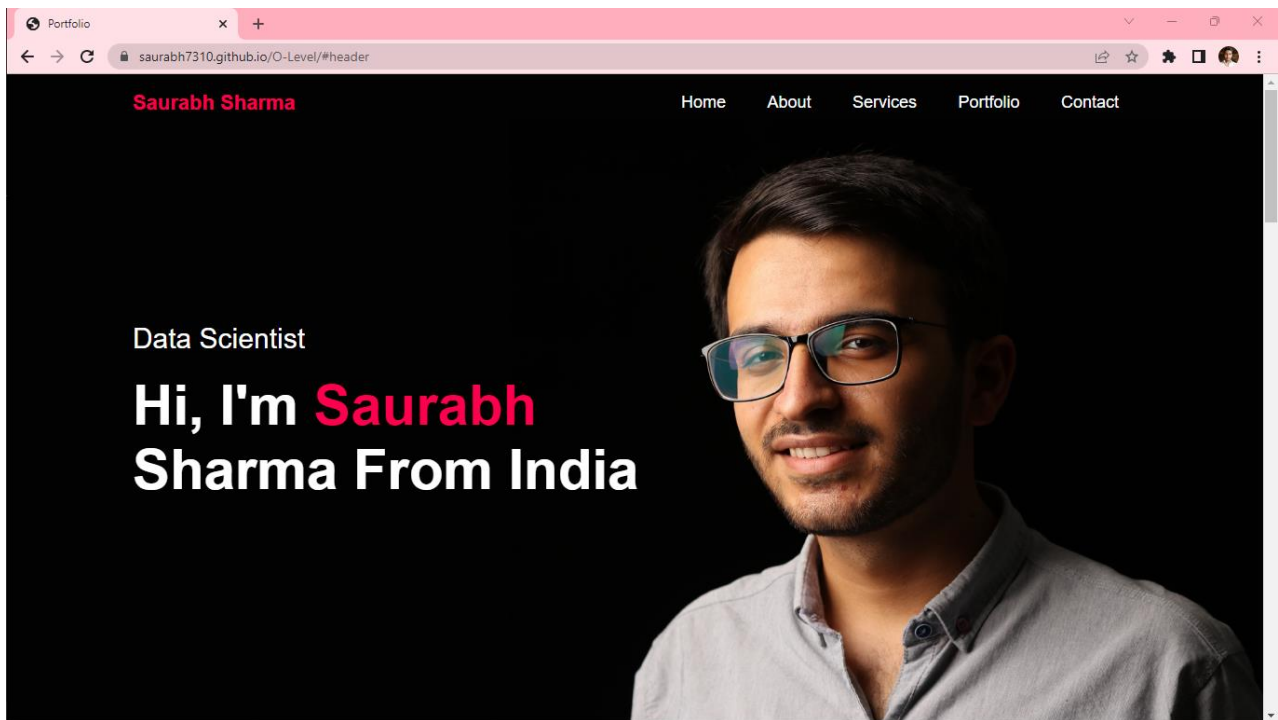 Portfolio
saurabh7310.github.io/O-Level/#header
Saurabh Sharma
Home About Services Portfolio Contact
Data Scientist
Hi, I'm Saurabh
Sharma From India